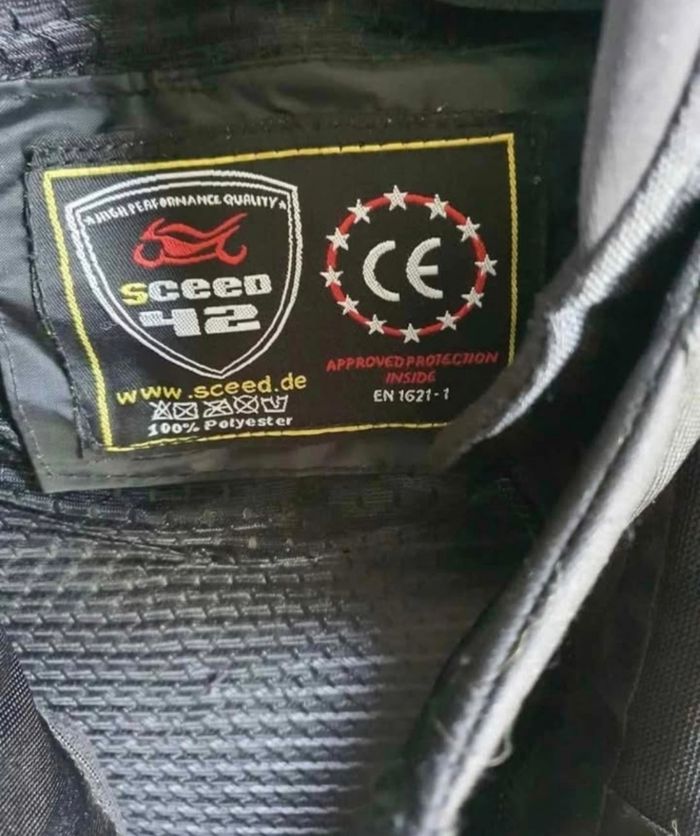 HIGH PERFORMANCE QUALITY
sceed
42
www.sceed.de
100% Polyester
CE
APPROVED PROTECTION
INSIDE
EN 1621-1